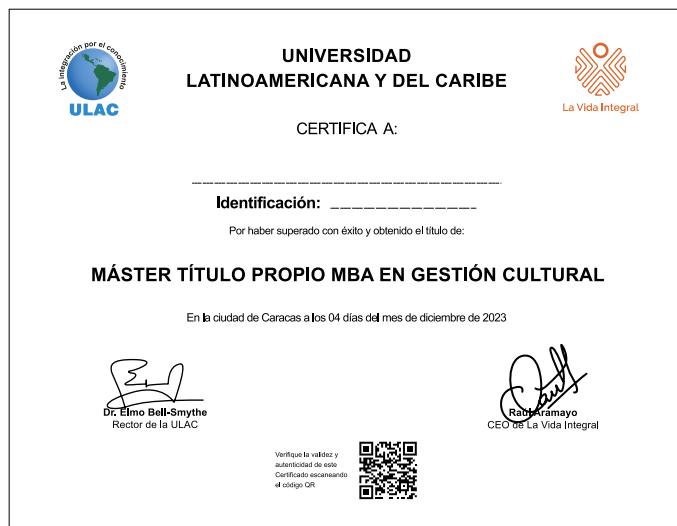 La integración por el conocimiento
ULAC
UNIVERSIDAD
LATINOAMERICANA Y DEL CARIBE
La Vida Integral
CERTIFICA A:
Identificación:
Por haber superado con éxito y obtenido el título de:
MÁSTER TÍTULO PROPIO MBA EN GESTIÓN CULTURAL
En la ciudad de Caracas a los 04 días del mes de diciembre de 2023
Dr. Elmo Bell-Smythe
Rector de la ULAC
Raúl Aramayo
CEO de La Vida Integral
Verifique la validez y
autenticidad de este
Certificado escaneando
el código QR